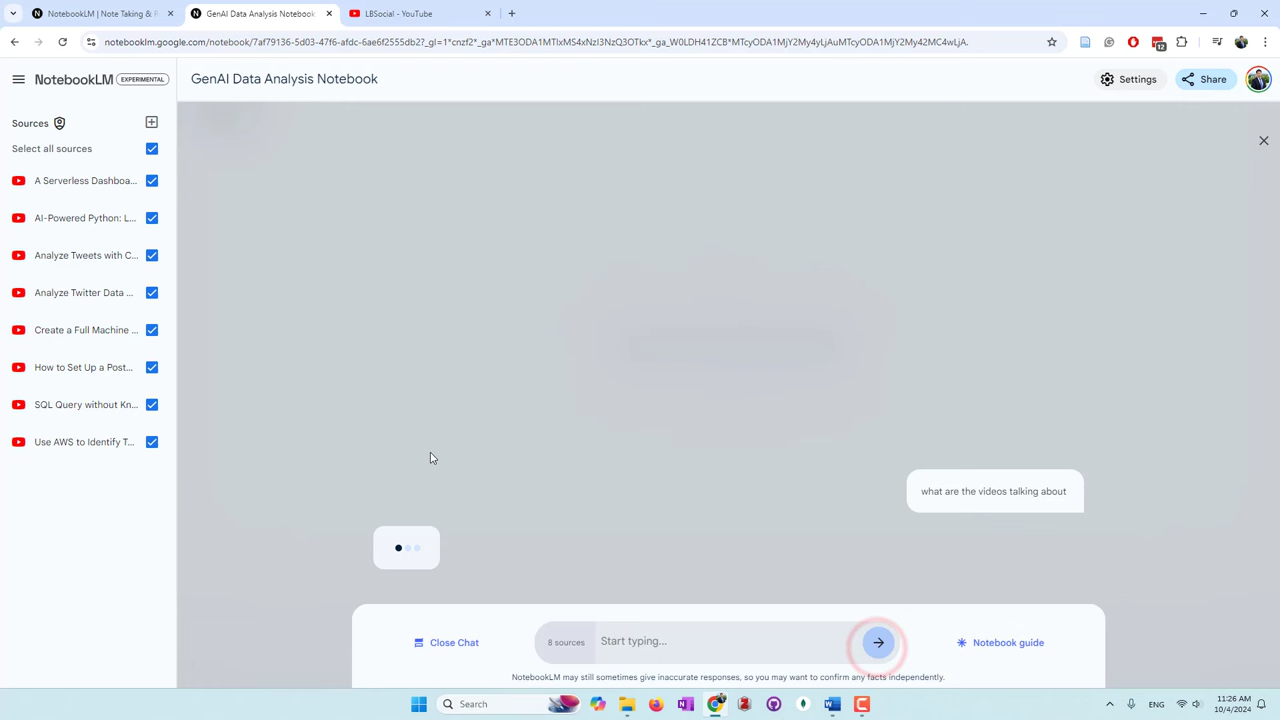 NotebookLM | Note Taking & R
GenAI Data Analysis Notebook
LBSocial - YouTube
notebooklm.google.com/notebook/7af79136-5d03-47f6-afdc-6ae6f2555db2?_gl=1*cnzf2*_ga*MTE3ODA1MTIxMS4xNzI3NzQ3OTkx*_ga_W0LDH41ZCB*MTcyODA1MjY2My4yLjAuMTcyODA1MjY2My42MC4wLjA.
12
NotebookLM
EXPERIMENTAL
GenAI Data Analysis Notebook
Settings
Share
Sources
Select all sources
A Serverless Dashboa...
AI-Powered Python: L...
Analyze Tweets with C...
Analyze Twitter Data ...
Create a Full Machine ...
How to Set Up a Post...
SQL Query without Kn...
Use AWS to Identify T...
what are the videos talking about
Close Chat
8 sources
Start typing...
Notebook guide
NotebookLM may still sometimes give inaccurate responses, so you may want to confirm any facts independently.
Search
ENG
11:26 AM
10/4/2024